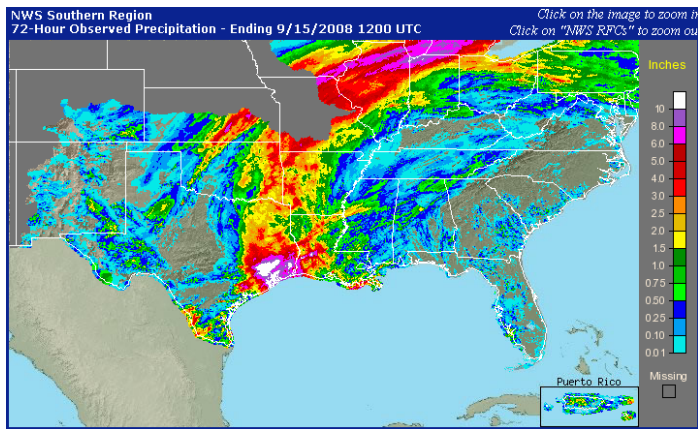 NWS Southern Region
72-Hour Observed Precipitation - Ending 9/15/2008 1200 UTC
Click on the image to zoom in
Click on "NWS RFCs" to zoom ou
Inches
10
8.0
6.0
5.0
4.0
3.0
2.5
2.0
1.5
1.0
0.75
0.50
0.25
0.10
0.01
Missing
Puerto Rico